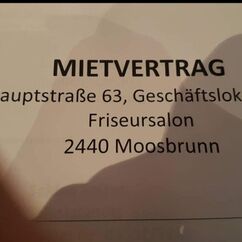 MIETVERTRAG
auptstraße 63, Geschäftslok
Friseursalon
2440 Moosbrunn